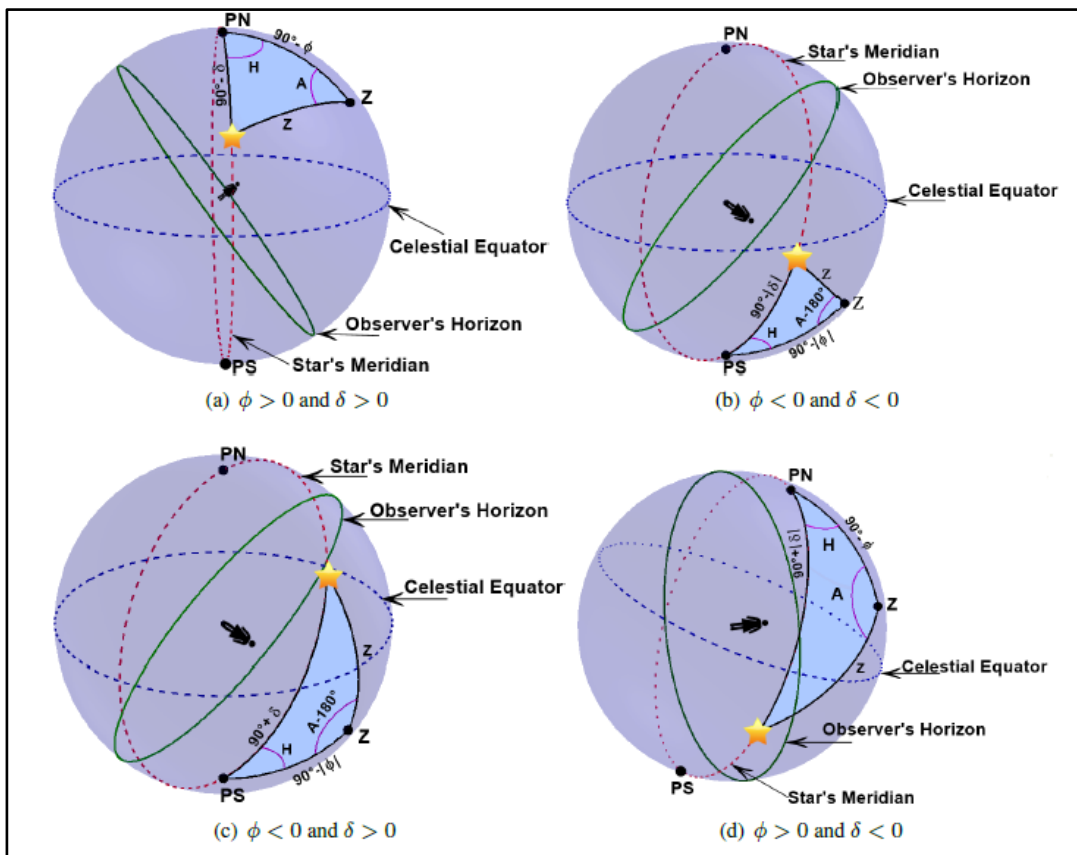 PN
90°- ϕ
H
A
90°- δ
Z
Z
Celestial Equator
Observer's Horizon
PS
Star's Meridian
(a) ϕ > 0 and δ > 0
PN
Star's Meridian
Observer's Horizon
Celestial Equator
90°-|δ|
Z
A-180°
Z
H
PS
90°-|ϕ|
(b) ϕ < 0 and δ < 0
PN
Star's Meridian
Observer's Horizon
Celestial Equator
Z
90°+ δ
A-180°
H
Z
PS
90°-|ϕ|
(c) ϕ < 0 and δ > 0
PN
90°- ϕ
90°+|δ|
H
A
Z
z
Celestial Equator
Observer's Horizon
PS
Star's Meridian
(d) ϕ > 0 and δ < 0